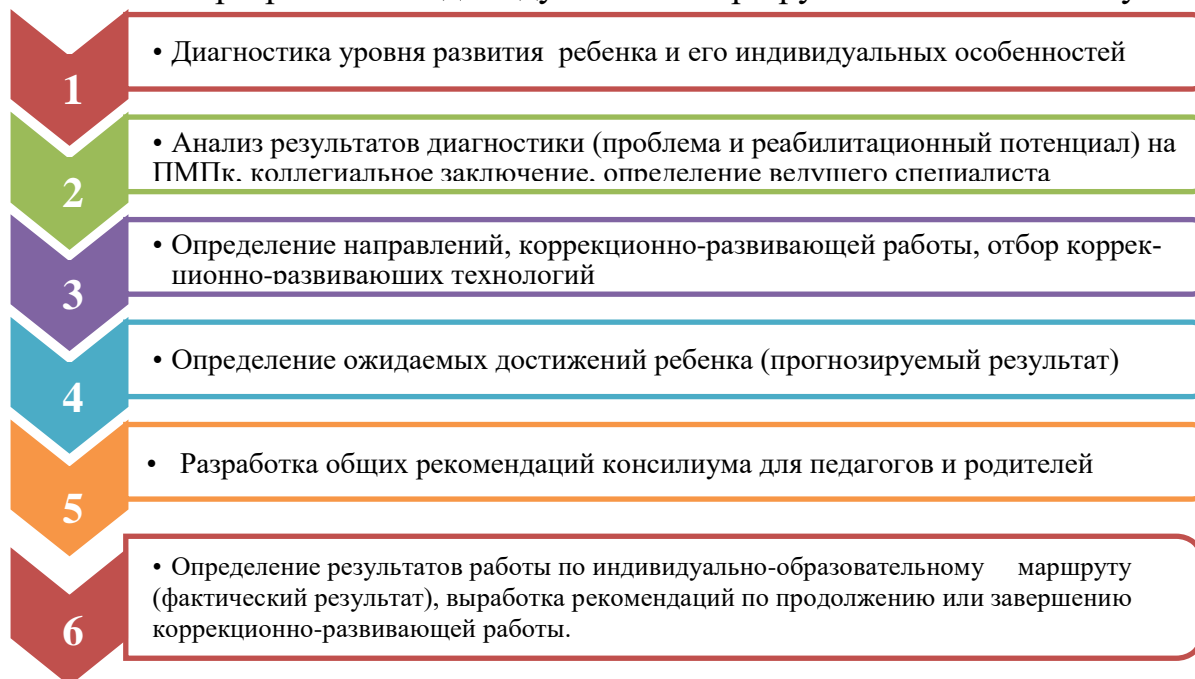 1
• Диагностика уровня развития ребенка и его индивидуальных особенностей
2
• Анализ результатов диагностики (проблема и реабилитационный потенциал) на
ПМПк, коллегиальное заключение, определение ведущего специалиста
3
• Определение направлений, коррекционно-развивающей работы, отбор коррек-
ционно-развивающих технологий
4
• Определение ожидаемых достижений ребенка (прогнозируемый результат)
5
• Разработка общих рекомендаций консилиума для педагогов и родителей
6
• Определение результатов работы по индивидуально-образовательному маршруту
(фактический результат), выработка рекомендаций по продолжению или завершению
коррекционно-развивающей работы.